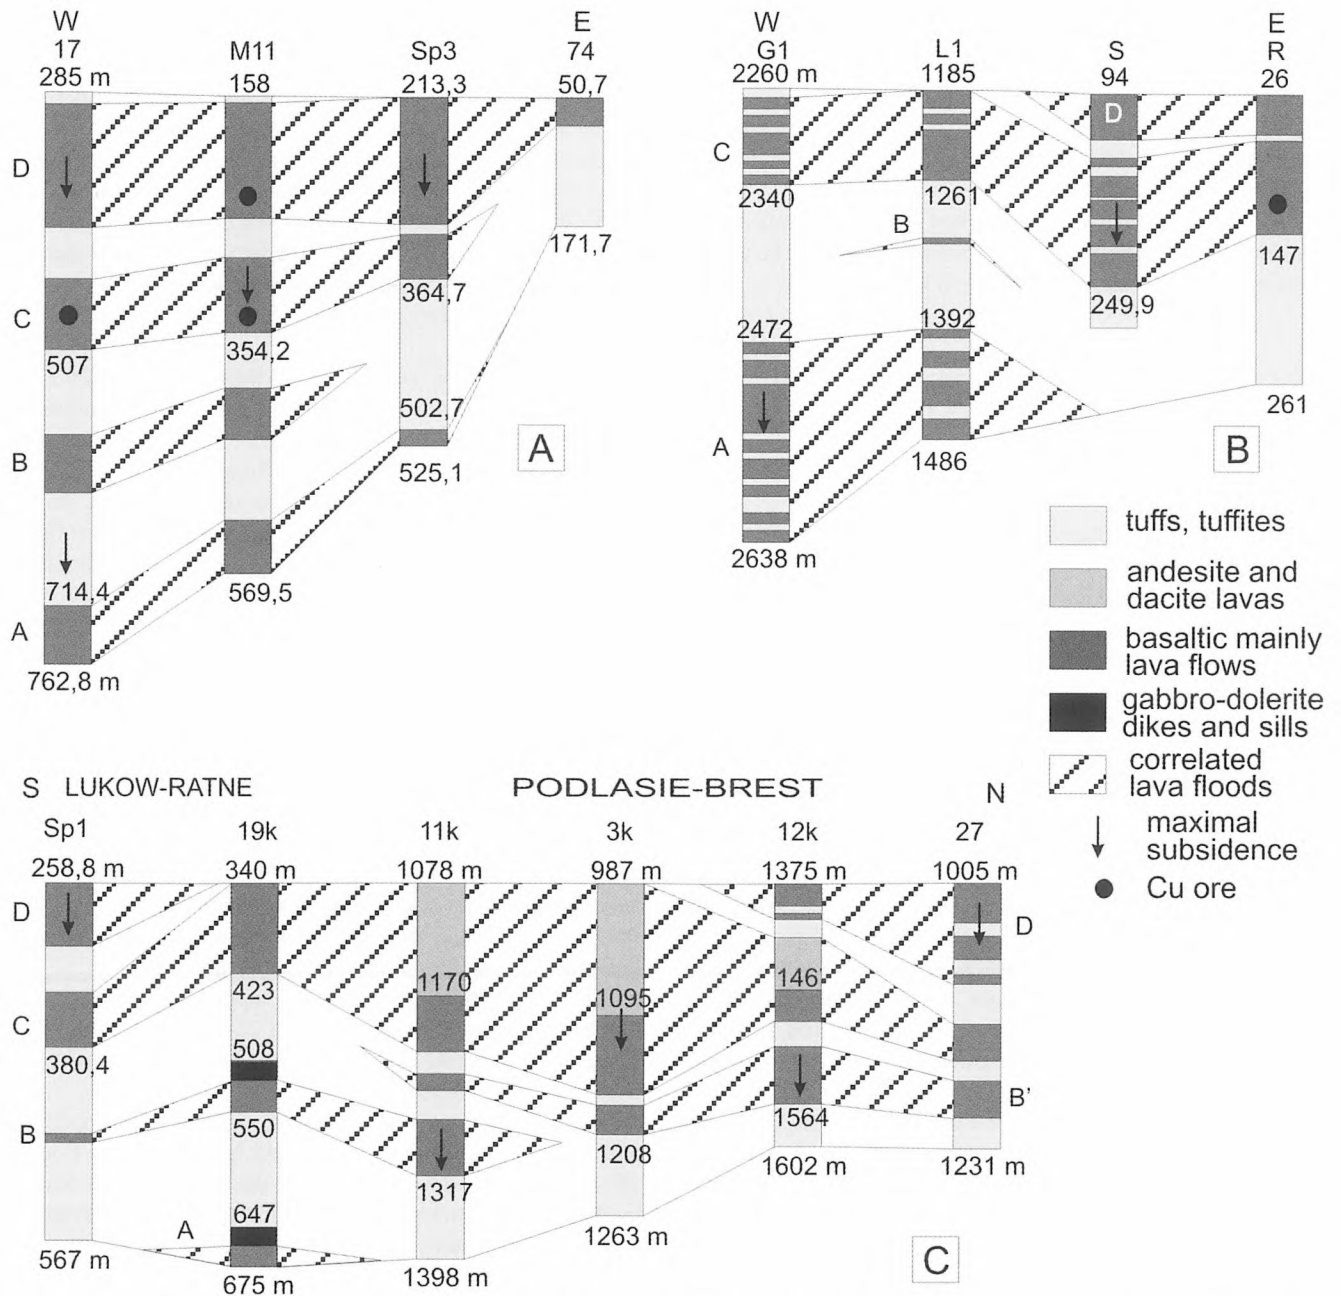 W E
17 M11 Sp3 74
285 m 158 213,3 50,7
D
C
507 354,2 364,7 171,7
B
502,7
525,1
714,4
569,5
A
762,8 m
A
W E
G1 L1 S R
2260 m 1185 94 26
D
C
2340 1261 147
B
249,9
2472 1392
261
A
1486
2638 m
B
tuffs, tuffites
andesite and
dacite lavas
basaltic mainly
lava flows
gabbro-dolerite
dikes and sills
correlated
lava floods
maximal
subsidence
Cu ore
S LUKOW-RATNE PODLASIE-BREST N
Sp1 19k 11k 3k 12k 27
258,8 m 340 m 1078 m 987 m 1375 m 1005 m
D D
423 1170 1095 146
C
380,4 508
B'
B 550 1208 1564
1317
647
A
567 m 675 m 1398 m 1263 m 1602 m 1231 m
C